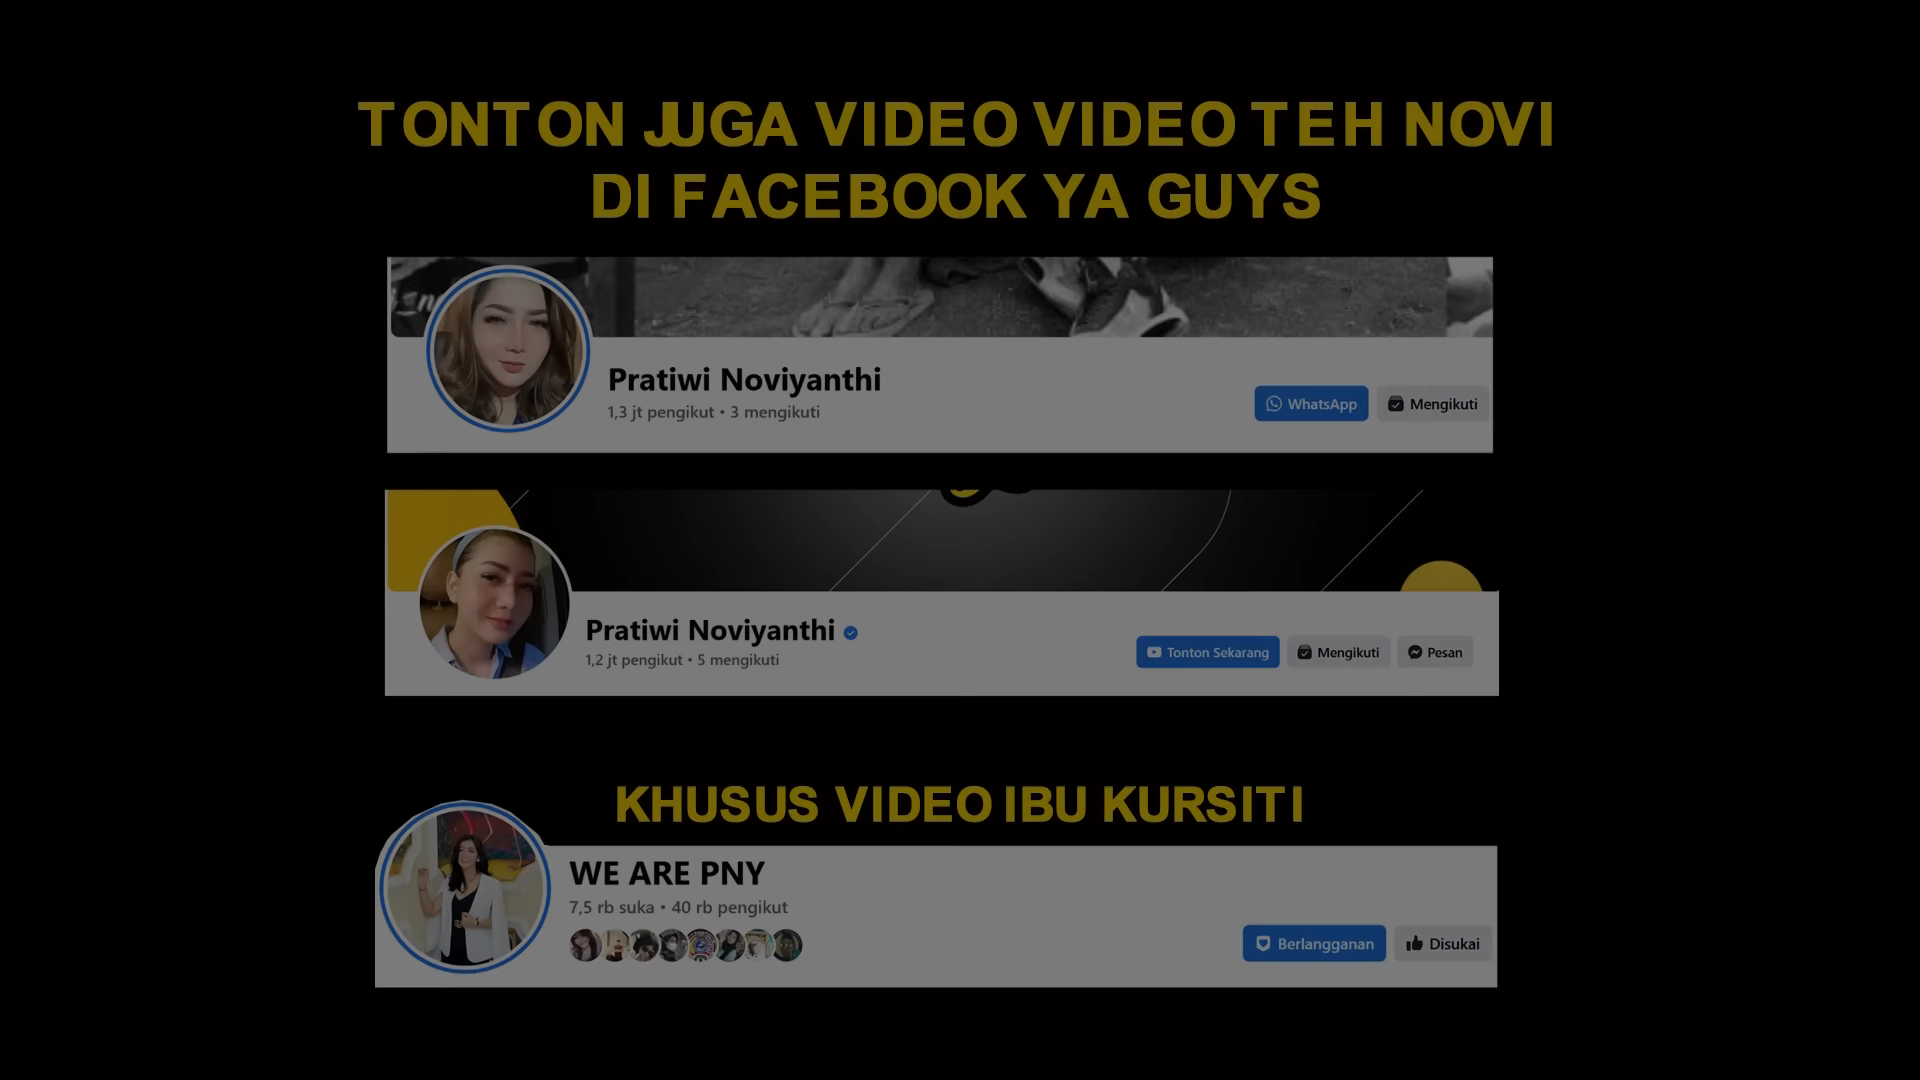 TONTON JUGA VIDEO VIDEO TEH NOVI
DI FACEBOOK YA GUYS
Pratiwi Noviyanthi
1,3 jt pengikut • 3 mengikuti
WhatsApp
Mengikuti
Pratiwi Noviyanthi
1,2 jt pengikut • 5 mengikuti
Tonton Sekarang
Mengikuti
Pesan
KHUSUS VIDEO IBU KURSITI
WE ARE PNY
7,5 rb suka • 40 rb pengikut
Berlangganan
Disukai